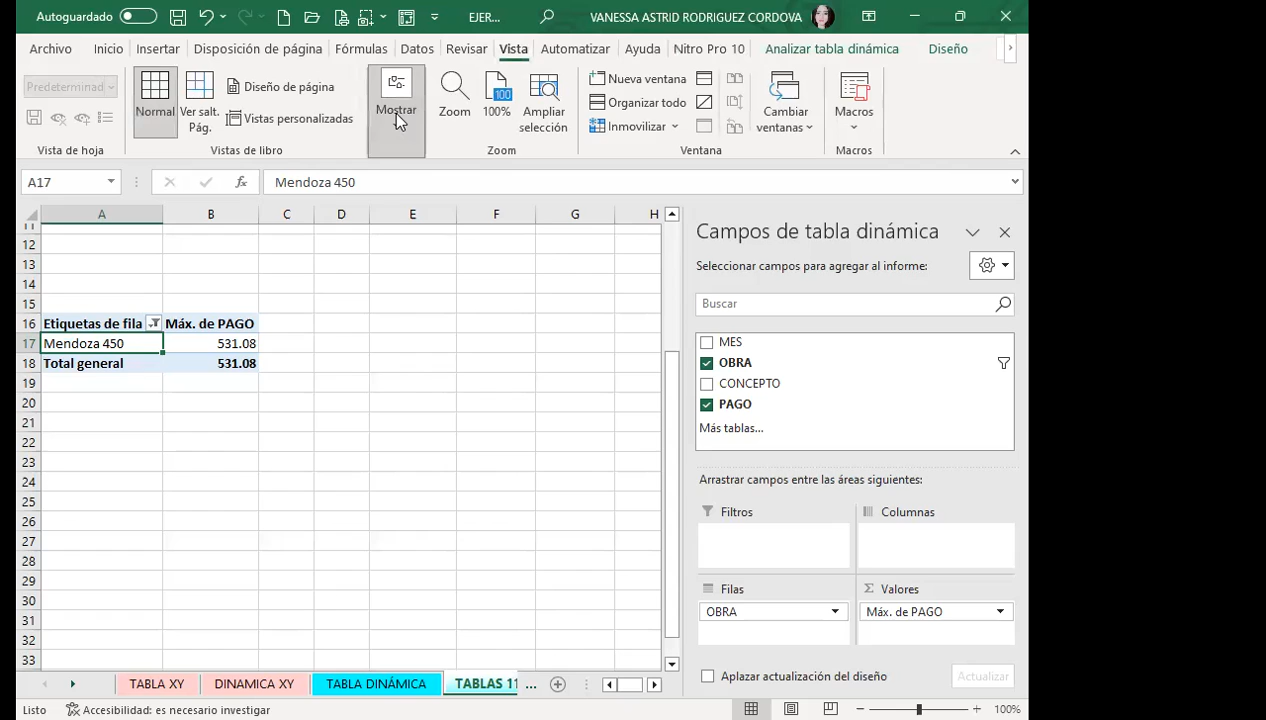 Autoguardado
EJER...
VANESSA ASTRID RODRIGUEZ CORDOVA
Archivo Inicio Insertar Disposición de página Fórmulas Datos Revisar Vista Automatizar Ayuda Nitro Pro 10 Analizar tabla dinámica Diseño
Predeterminad
Normal
Ver salt. Pág.
Diseño de página
Vistas personalizadas
Mostrar
Zoom
100
100%
Ampliar selección
Nueva ventana
Organizar todo
Inmovilizar
Cambiar ventanas
Macros
Vista de hoja
Vistas de libro
Zoom
Ventana
Macros
A17
fx
Mendoza 450
A B C D E F G H
11
12
13
14
15
16 Etiquetas de fila Máx. de PAGO
17 Mendoza 450 531.08
18 Total general 531.08
19
20
21
22
23
24
25
26
27
28
29
30
31
32
33
Campos de tabla dinámica
Seleccionar campos para agregar al informe:
Buscar
MES
OBRA
CONCEPTO
PAGO
Más tablas...
Arrastrar campos entre las áreas siguientes:
Filtros
Columnas
Filas
Σ Valores
OBRA
Máx. de PAGO
Aplazar actualización del diseño
Actualizar
TABLA XY DINAMICA XY TABLA DINÁMICA TABLAS 11 ...
Listo
Accesibilidad: es necesario investigar
100%